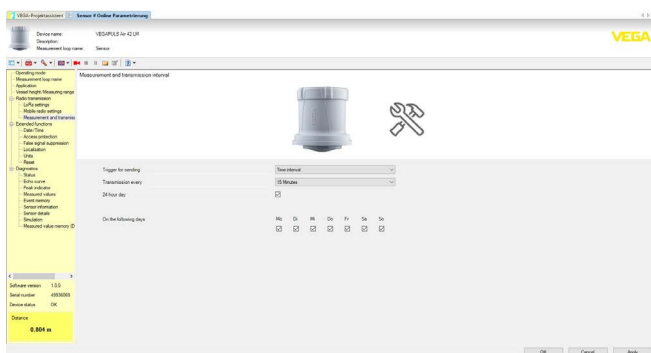 VEGA-Projektassistent
Sensor # Online Parametrierung
Device name: VEGAPULS Air 42 LM
Description:
Measurement loop name: Sensor
VEGA
Operating mode
Measurement loop name
Application
Vessel height/Measuring range
Radio transmission
LoRa settings
Mobile radio settings
Measurement and transmis
Extended functions
Date/Time
Access protection
False signal suppression
Localisation
Units
Reset
Diagnostics
Status
Echo curve
Peak indicator
Measured values
Event memory
Sensor information
Sensor details
Simulation
Measured value memory (D
Measurement and transmission interval
Trigger for sending Time interval
Transmission every 15 Minutes
24 hour day
On the following days Mo Di Mi Do Fr Sa So
Software version 1.0.0
Serial number
Device status OK
Distance
0.804 m
OK Cancel Apply